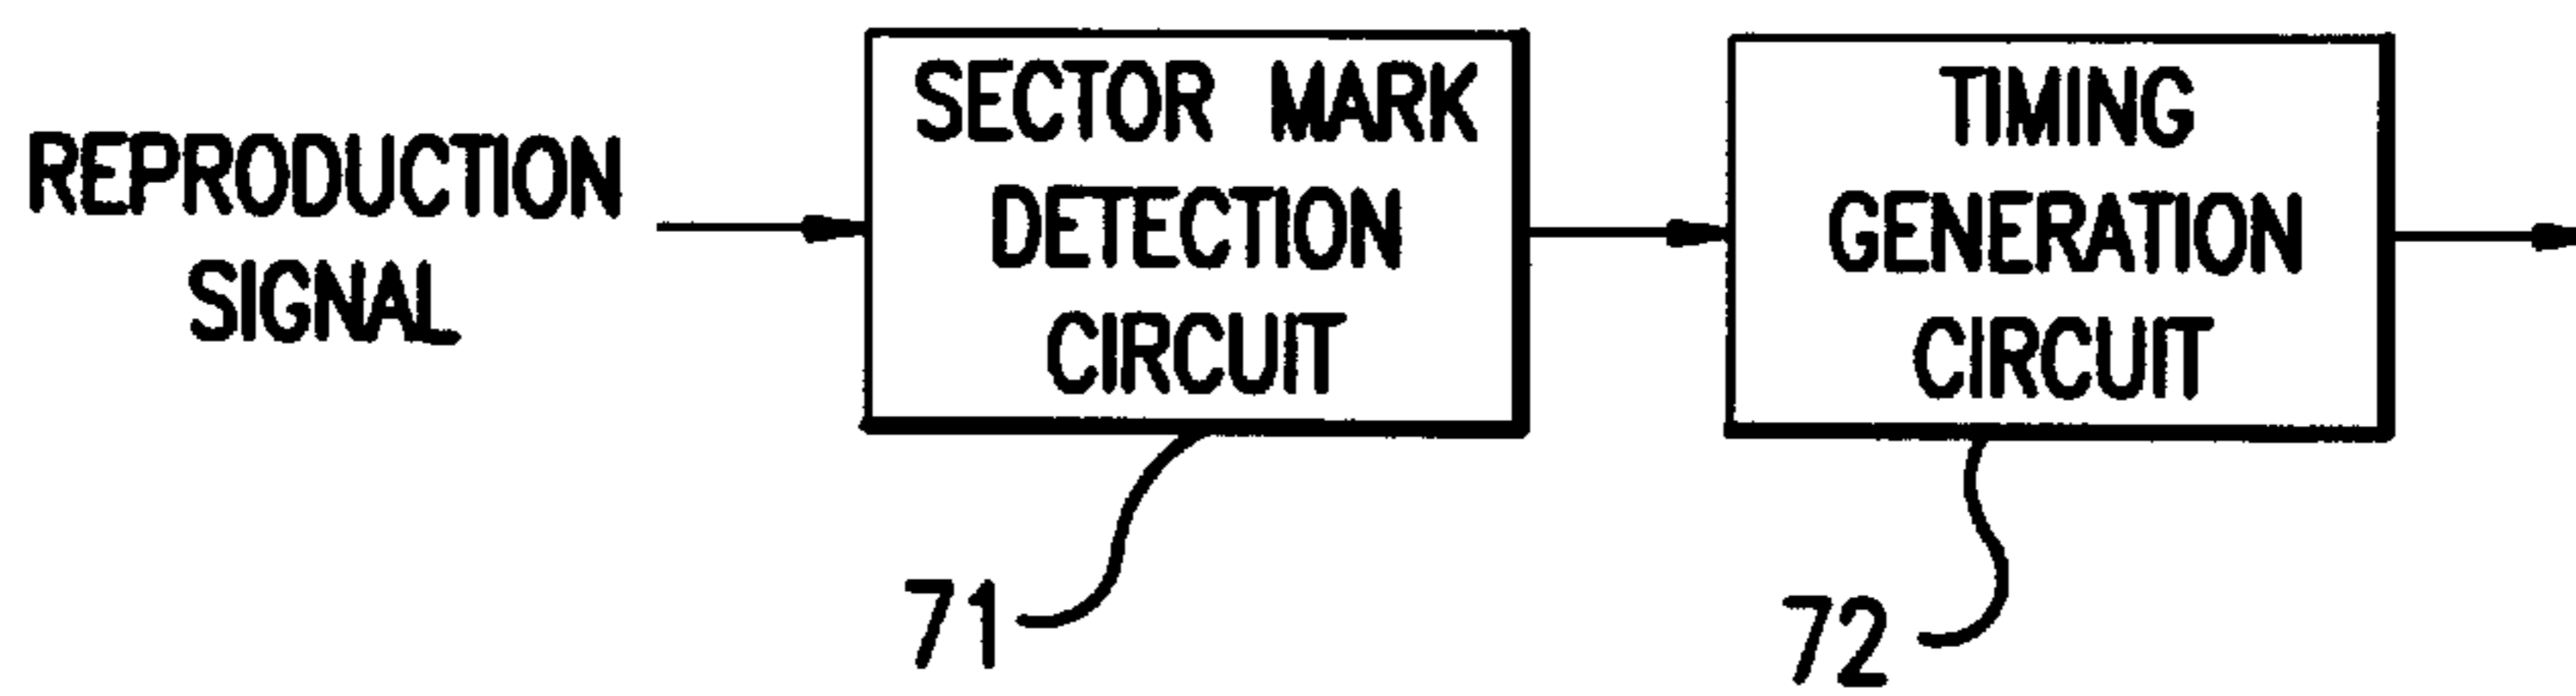 REPRODUCTION
SIGNAL
SECTOR MARK
DETECTION
CIRCUIT
TIMING
GENERATION
CIRCUIT
71
72